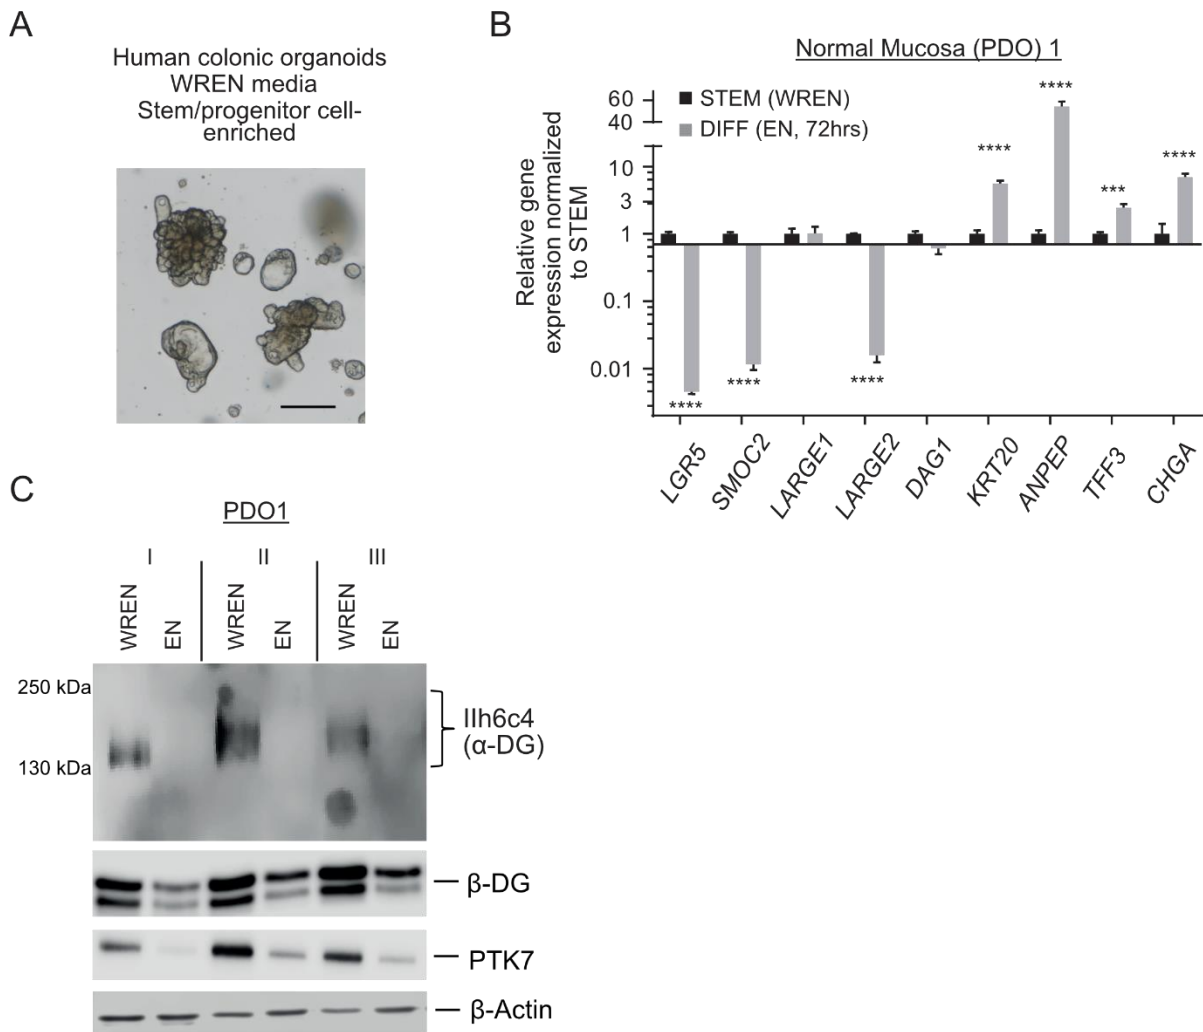 A
Human colonic organoids
WREN media
Stem/progenitor cell-
enriched
B
Normal Mucosa (PDO) 1
STEM (WREN)
DIFF (EN, 72hrs)
Relative gene
expression normalized
to STEM
60
40
10
3
1
0.1
0.01
****
****
****
****
****
***
****
LGR5
SMOC2
LARGE1
LARGE2
DAG1
KRT20
ANPEP
TFF3
CHGA
C
PDO1
I II III
WREN EN WREN EN WREN EN
250 kDa
130 kDa
IIh6c4
(α-DG)
β-DG
PTK7
β-Actin